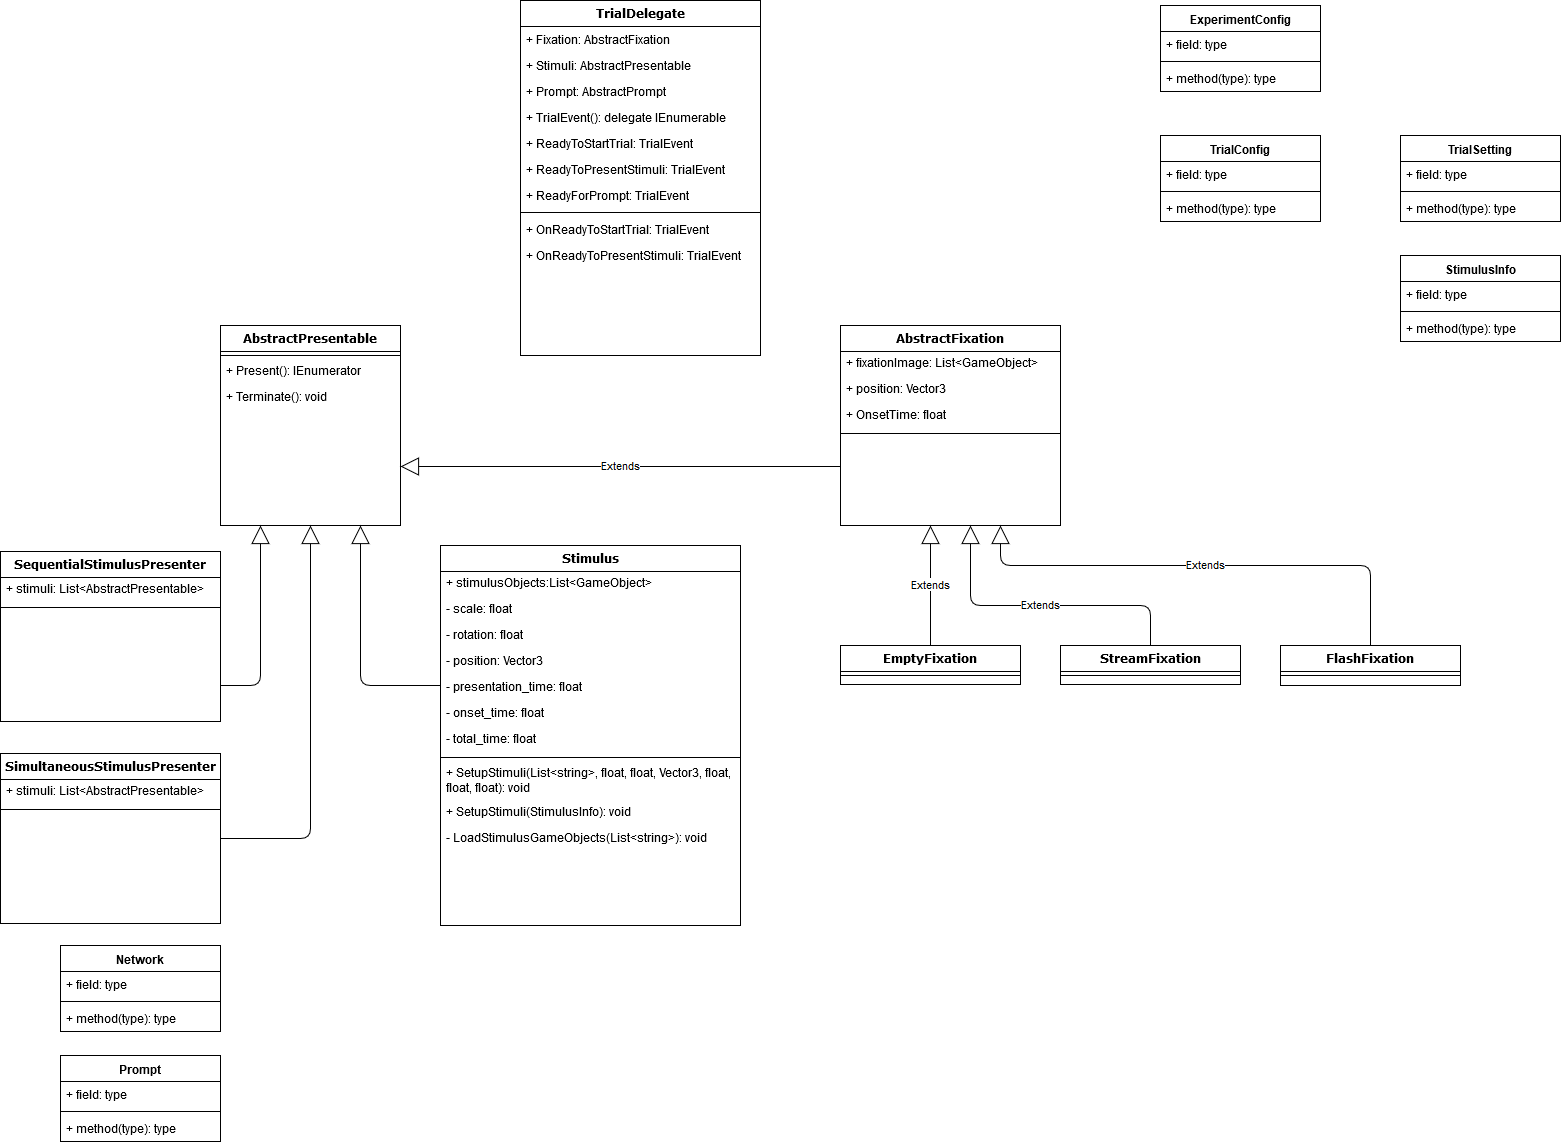 TrialDelegate
+ Fixation: AbstractFixation
+ Stimuli: AbstractPresentable
+ Prompt: AbstractPrompt
+ TrialEvent(): delegate IEnumerable
+ ReadyToStartTrial: TrialEvent
+ ReadyToPresentStimuli: TrialEvent
+ ReadyForPrompt: TrialEvent
+ OnReadyToStartTrial: TrialEvent
+ OnReadyToPresentStimuli: TrialEvent
ExperimentConfig
+ field: type
+ method(type): type
TrialConfig
+ field: type
+ method(type): type
TrialSetting
+ field: type
+ method(type): type
StimulusInfo
+ field: type
+ method(type): type
AbstractPresentable
+ Present(): IEnumerator
+ Terminate(): void
Extends
AbstractFixation
+ fixationImage: List<GameObject>
+ position: Vector3
+ OnsetTime: float
SequentialStimulusPresenter
+ stimuli: List<AbstractPresentable>
Stimulus
+ stimulusObjects:List<GameObject>
- scale: float
- rotation: float
- position: Vector3
- presentation_time: float
- onset_time: float
- total_time: float
+ SetupStimuli(List<string>, float, float, Vector3, float,
float, float): void
+ SetupStimuli(StimulusInfo): void
- LoadStimulusGameObjects(List<string>): void
Extends
Extends
Extends
EmptyFixation
StreamFixation
FlashFixation
SimultaneousStimulusPresenter
+ stimuli: List<AbstractPresentable>
Network
+ field: type
+ method(type): type
Prompt
+ field: type
+ method(type): type